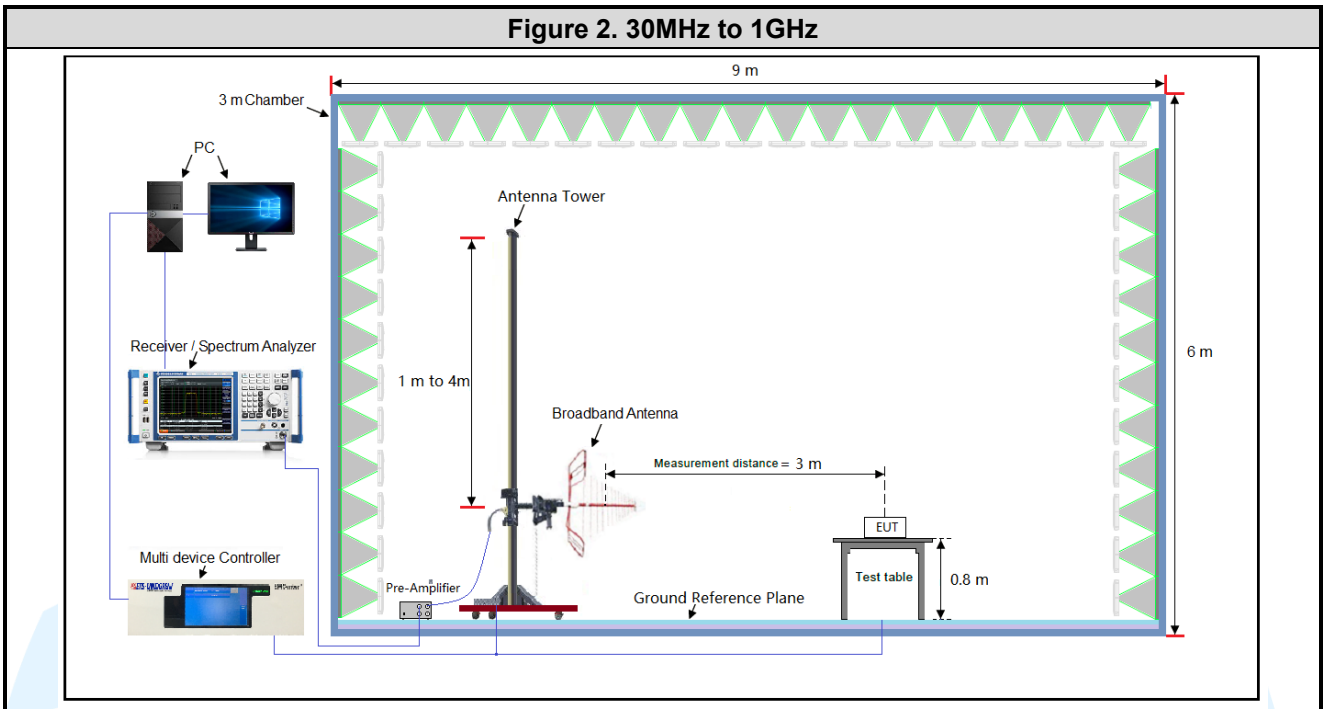 Figure 2. 30MHz to 1GHz
9 m
3 m Chamber
PC
Antenna Tower
Receiver / Spectrum Analyzer
1 m to 4m
6 m
Broadband Antenna
Measurement distance = 3 m
EUT
Multi device Controller
Pre-Amplifier
Test table
0.8 m
Ground Reference Plane